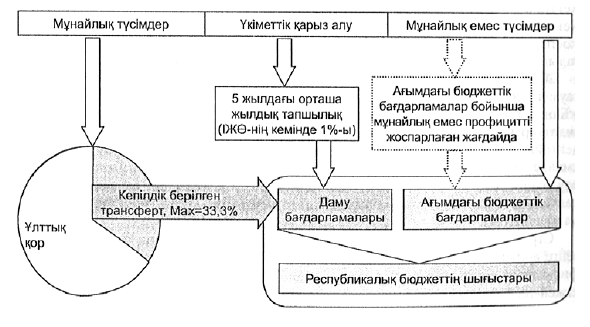 Мұнайлық түсімдер
Үкіметтік қарыз алу
Мұнайлық емес түсімдер
5 жылдағы орташа
жылдық тапшылық
(ІЖӨ-нің кемінде 1%-ы)
Ағымдағы бюджеттік
бағдарламалар бойынша
мұнайлық емес профицитті
жоспарлаған жағдайда
Кепілдік берілген
трансферт, Мах=33,3%
Ұлттық
қор
Даму
бағдарламалары
Ағымдағы бюджеттік
бағдарламалар
Республикалық бюджеттің шығыстары